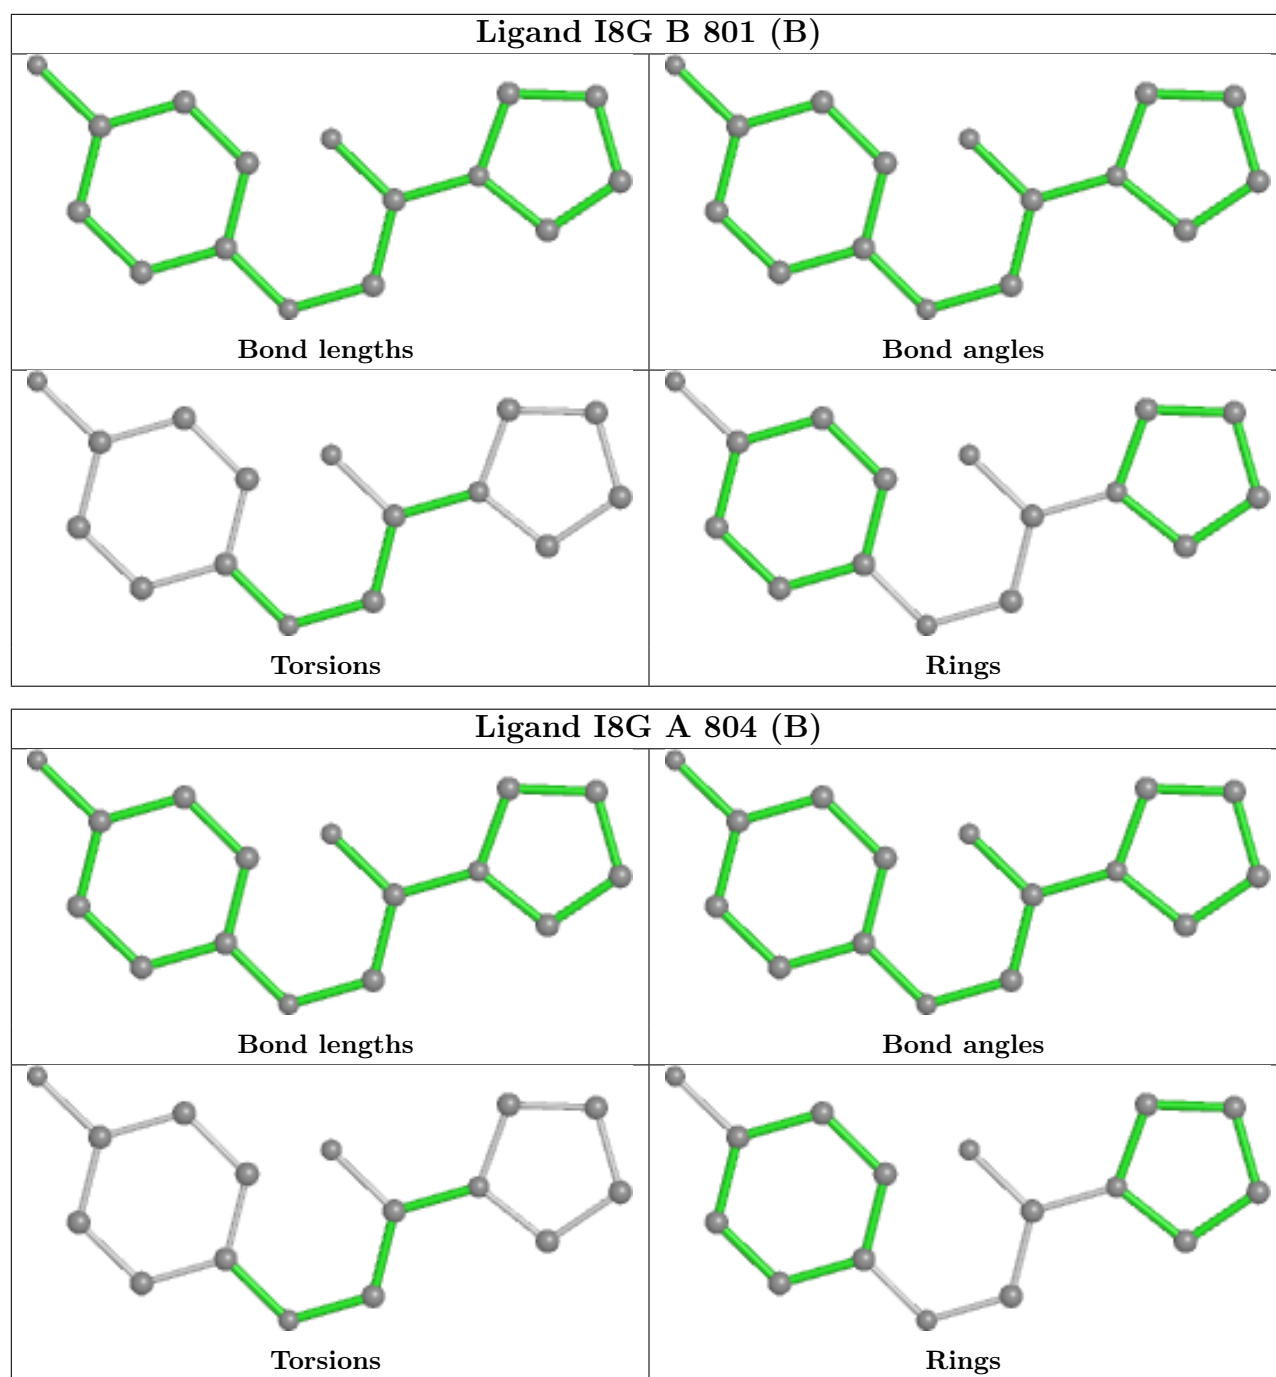 Ligand I8G B 801 (B)
Bond lengths
Bond angles
Torsions
Rings
Ligand I8G A 804 (B)
Bond lengths
Bond angles
Torsions
Rings